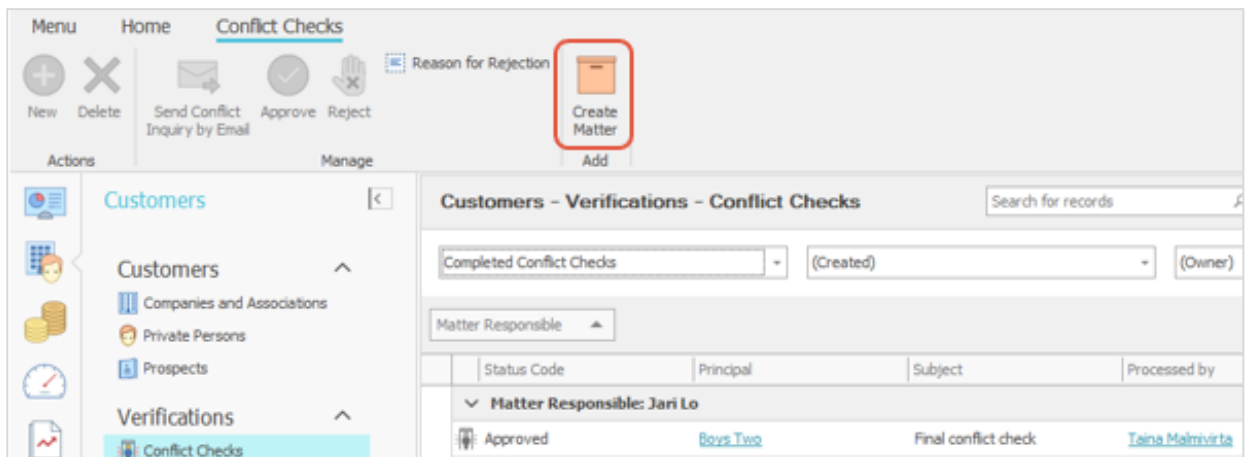 Menu Home Conflict Checks
Reason for Rejection
New Delete Send Conflict Inquiry by Email Approve Reject Create Matter
Actions Manage Add
Customers
Customers - Verifications - Conflict Checks
Search for records
Completed Conflict Checks (Created) (Owner)
Customers
Companies and Associations
Private Persons
Prospects
Verifications
Conflict Checks
Matter Responsible
Status Code Principal Subject Processed by
Matter Responsible: Jari Lo
Approved Boys Two Final conflict check Taina Malmivirta